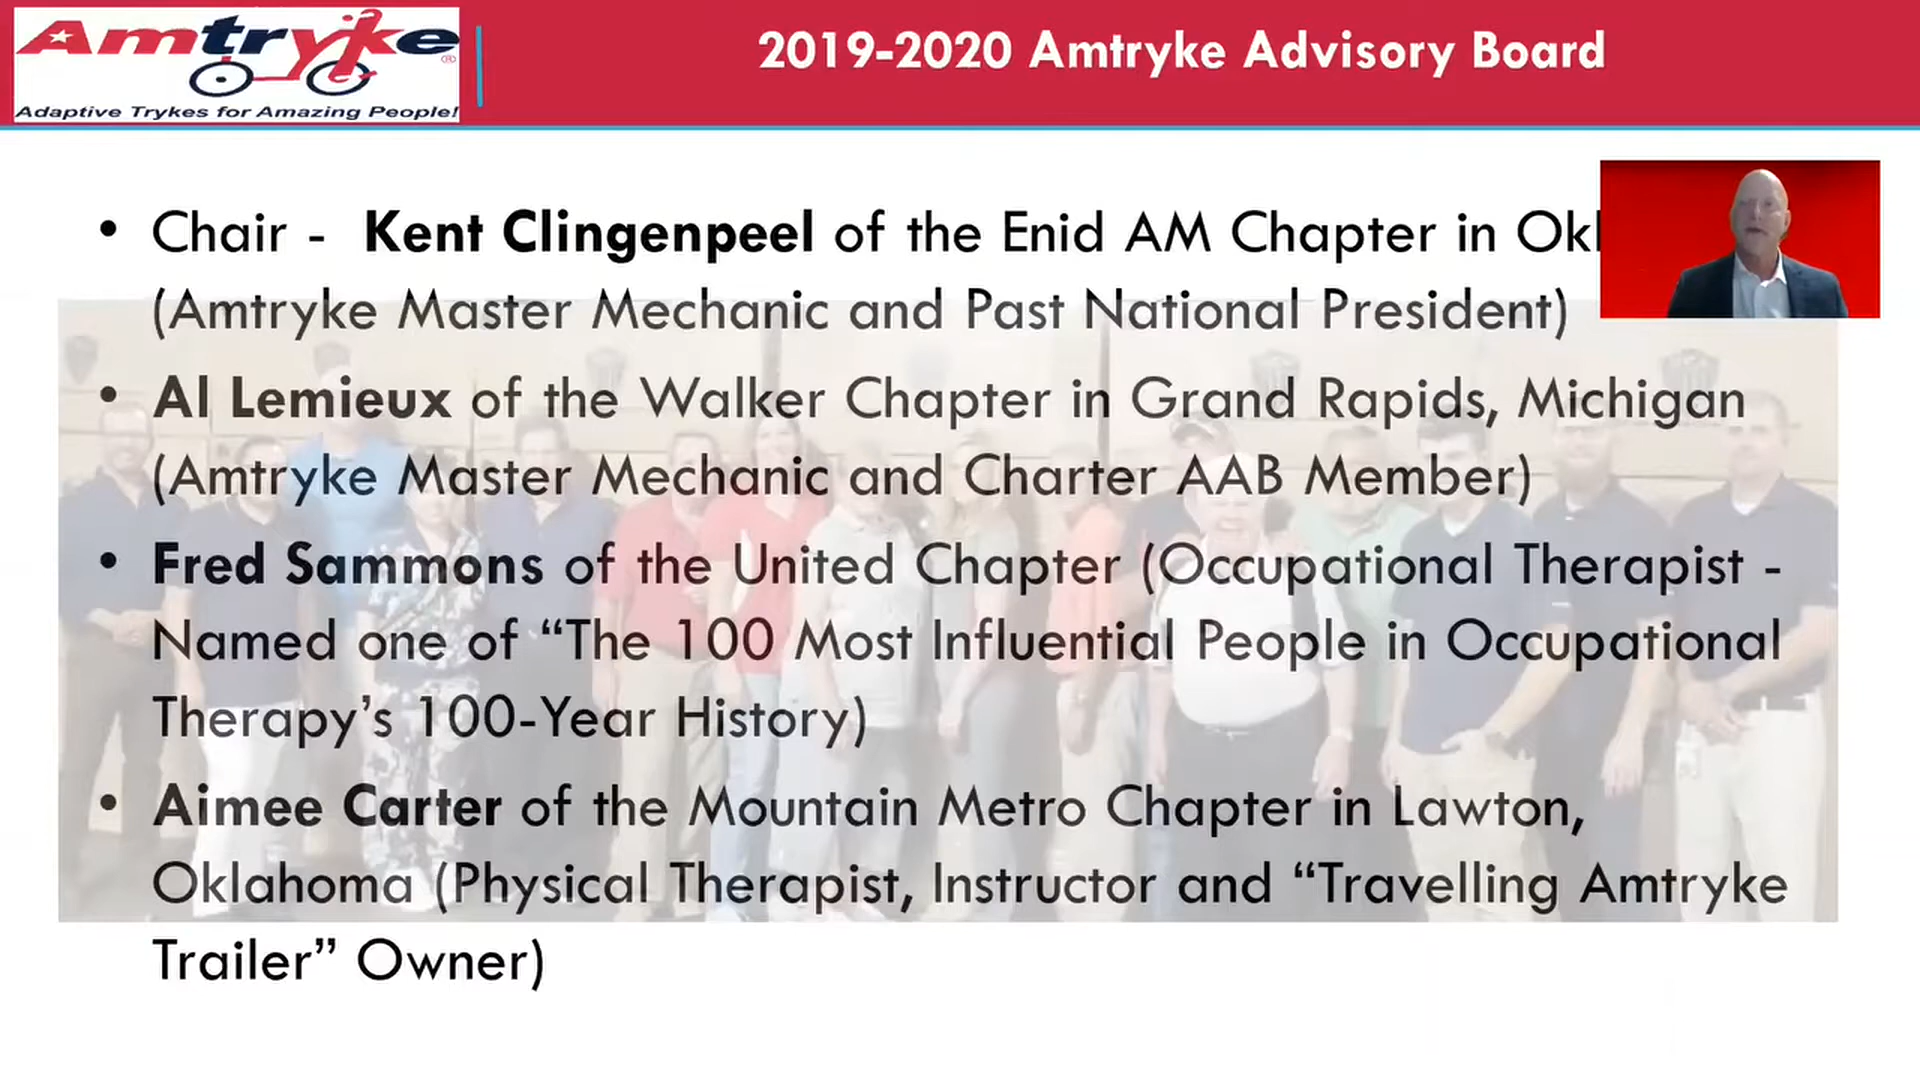 Amtryke®
Adaptive Trykes for Amazing People!
2019-2020 Amtryke Advisory Board
• Chair - Kent Clingenpeel of the Enid AM Chapter in
(Amtryke Master Mechanic and Past National President)
• Al Lemieux of the Walker Chapter in Grand Rapids, Michigan
(Amtryke Master Mechanic and Charter AAB Member)
• Fred Sammons of the United Chapter (Occupational Therapist -
Named one of “The 100 Most Influential People in Occupational
Therapy’s 100-Year History)
• Aimee Carter of the Mountain Metro Chapter in Lawton,
Oklahoma (Physical Therapist, Instructor and “Travelling Amtryke
Trailer” Owner)